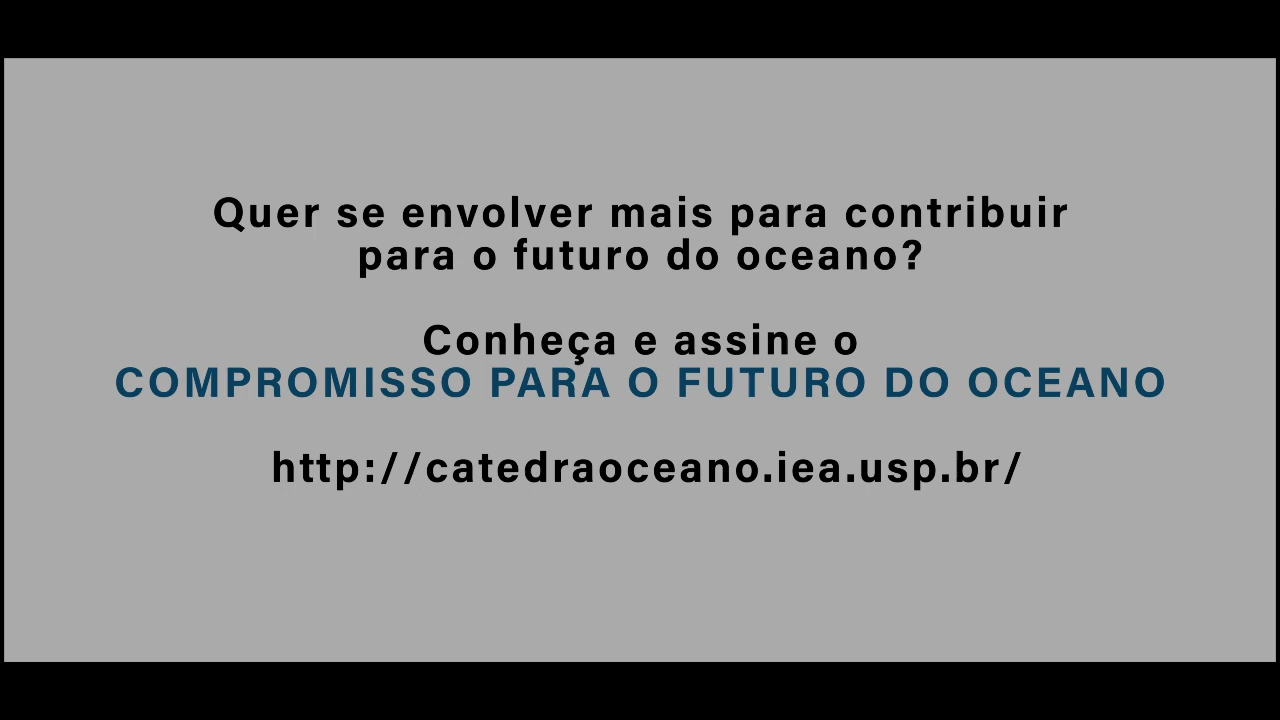 Quer se envolver mais para contribuir
para o futuro do oceano?
Conheça e assine o
COMPROMISSO PARA O FUTURO DO OCEANO
http://catedraoceano.iea.usp.br/